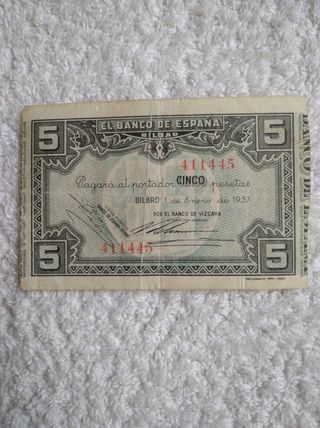 EL BANCO DE ESPAÑA
BILBAO
5 5
411445
Pagará al portador CINCO pesetas
BILBAO 1 de Enero de 1937
POR EL BANCO DE VIZCAYA
411445
5 5